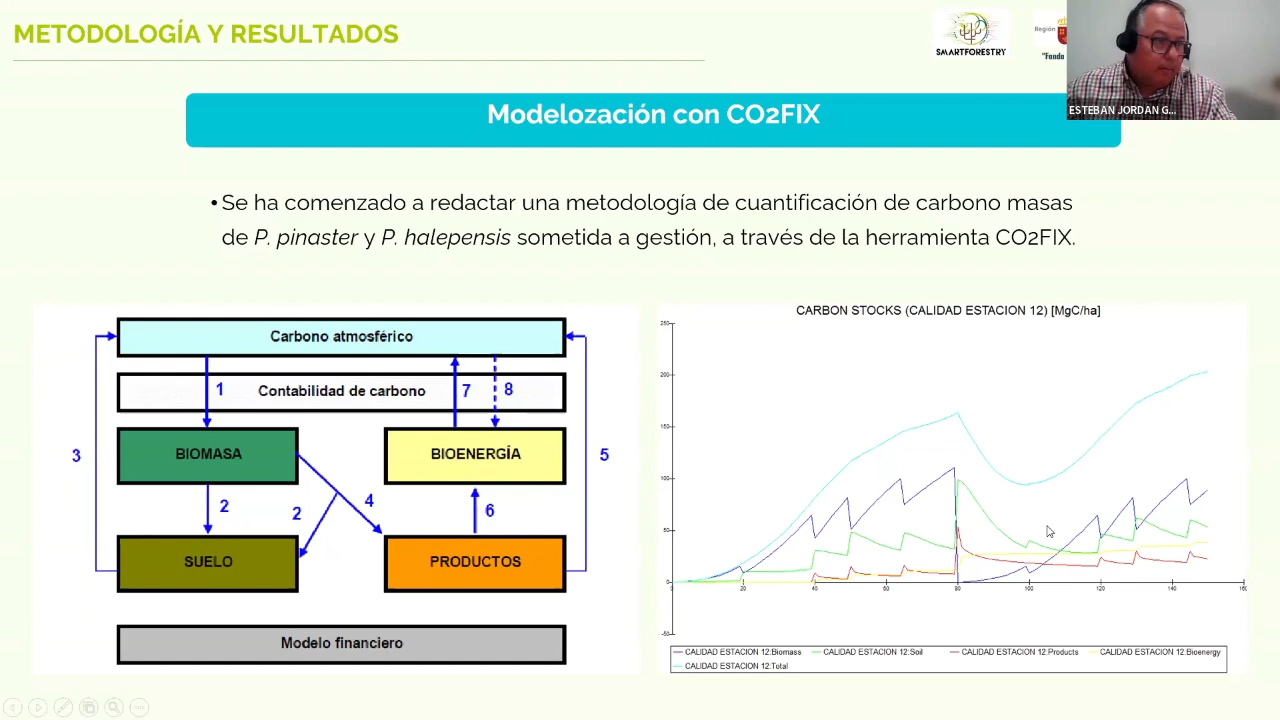 METODOLOGÍA Y RESULTADOS
SMARTFORESTRY
Región
"Fonda
ESTEBAN JORDAN G...
Modelozación con CO2FIX
• Se ha comenzado a redactar una metodología de cuantificación de carbono masas
de P. pinaster y P. halepensis sometida a gestión, a través de la herramienta CO2FIX.
Carbono atmosférico
1
Contabilidad de carbono
7
8
3
BIOMASA
BIOENERGÍA
5
2
2
4
6
SUELO
PRODUCTOS
Modelo financiero
CARBON STOCKS (CALIDAD ESTACION 12) [MgC/ha]
250
200
150
100
50
0
-50
0
20
40
60
80
100
120
140
160
CALIDAD ESTACION 12:Biomass
CALIDAD ESTACION 12:Soil
CALIDAD ESTACION 12:Products
CALIDAD ESTACION 12:Bioenergy
CALIDAD ESTACION 12:Total